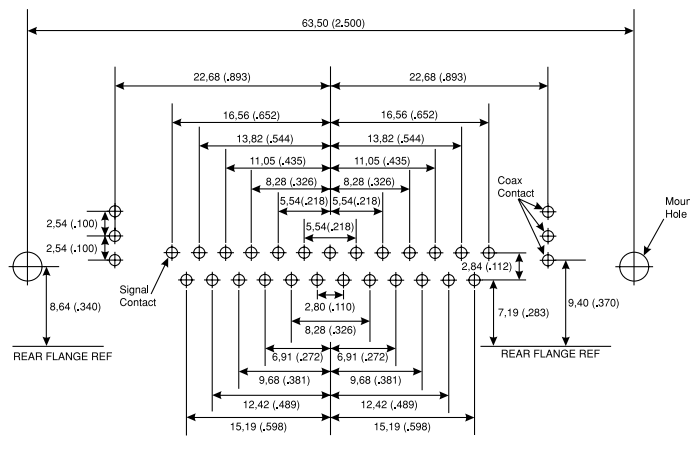 63,50 (2.500)
22,68 (.893) 22,68 (.893)
16,56 (.652) 16,56 (.652)
13,82 (.544) 13,82 (.544)
11,05 (.435) 11,05 (.435)
8,28 (.326) 8,28 (.326)
5,54(.218) 5,54(.218)
5,54(.218)
Coax
Contact
Moun
Hole
2,54 (.100)
2,54 (.100)
2,84 (.112)
Signal
Contact
8,64 (.340)
2,80 (.110)
7,19 (.283)
9,40 (.370)
8,28 (.326)
REAR FLANGE REF REAR FLANGE REF
6,91 (.272) 6,91 (.272)
9,68 (.381) 9,68 (.381)
12,42 (.489) 12,42 (.489)
15,19 (.598) 15,19 (.598)